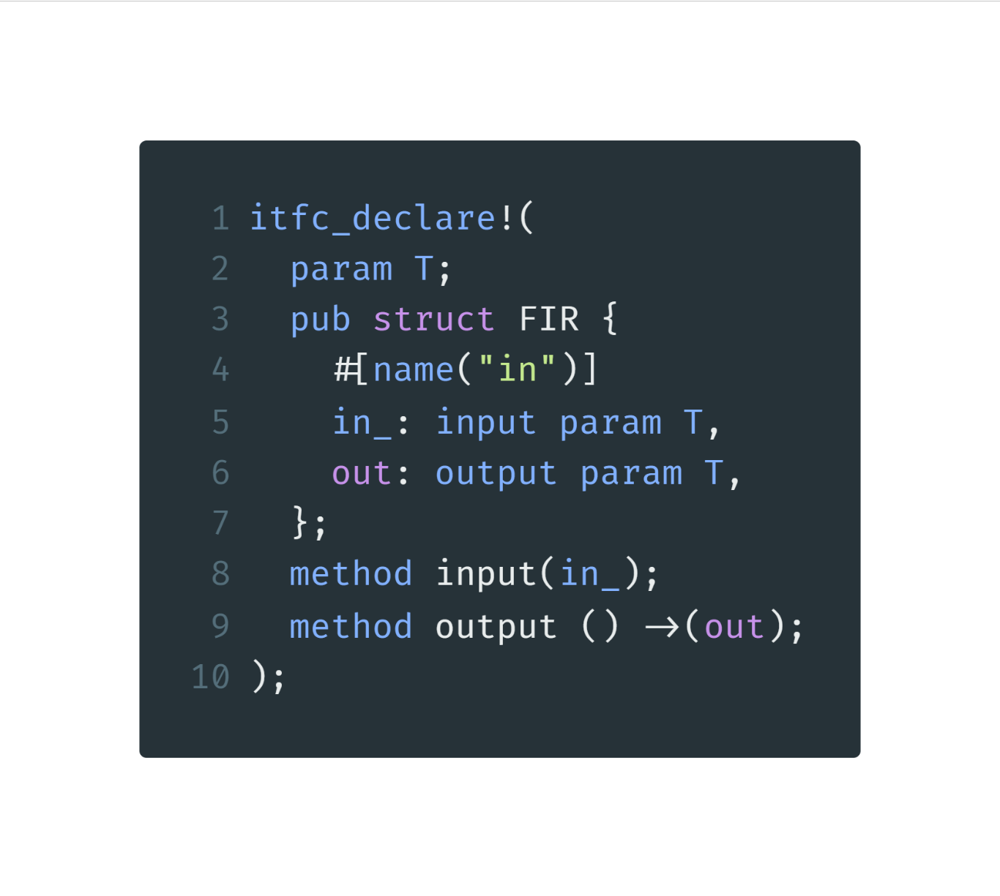 1 itfc_declare!(
2 param T;
3 pub struct FIR {
4 #[name("in")]
5 in_: input param T,
6 out: output param T,
7 };
8 method input(in_);
9 method output () ->(out);
10 );